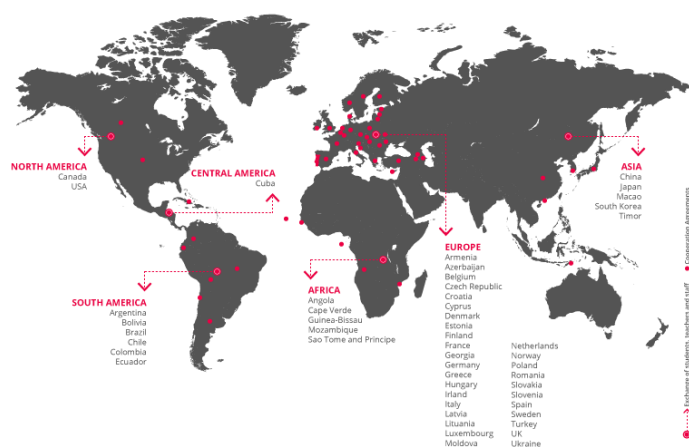 NORTH AMERICA
Canada
USA
CENTRAL AMERICA
Cuba
SOUTH AMERICA
Argentina
Bolivia
Brazil
Chile
Colombia
Ecuador
AFRICA
Angola
Cape Verde
Guinea-Bissau
Mozambique
Sao Tome and Principe
EUROPE
Armenia
Azerbaijan
Belgium
Czech Republic
Croatia
Cyprus
Denmark
Estonia
Finland
France
Georgia
Germany
Greece
Hungary
Irland
Italy
Latvia
Lituania
Luxembourg
Moldova
Netherlands
Norway
Poland
Romania
Slovakia
Slovenia
Spain
Sweden
Turkey
UK
Ukraine
ASIA
China
Japan
Macao
South Korea
Timor
Cooperation Agreements
Exchange of students, teachers and staff